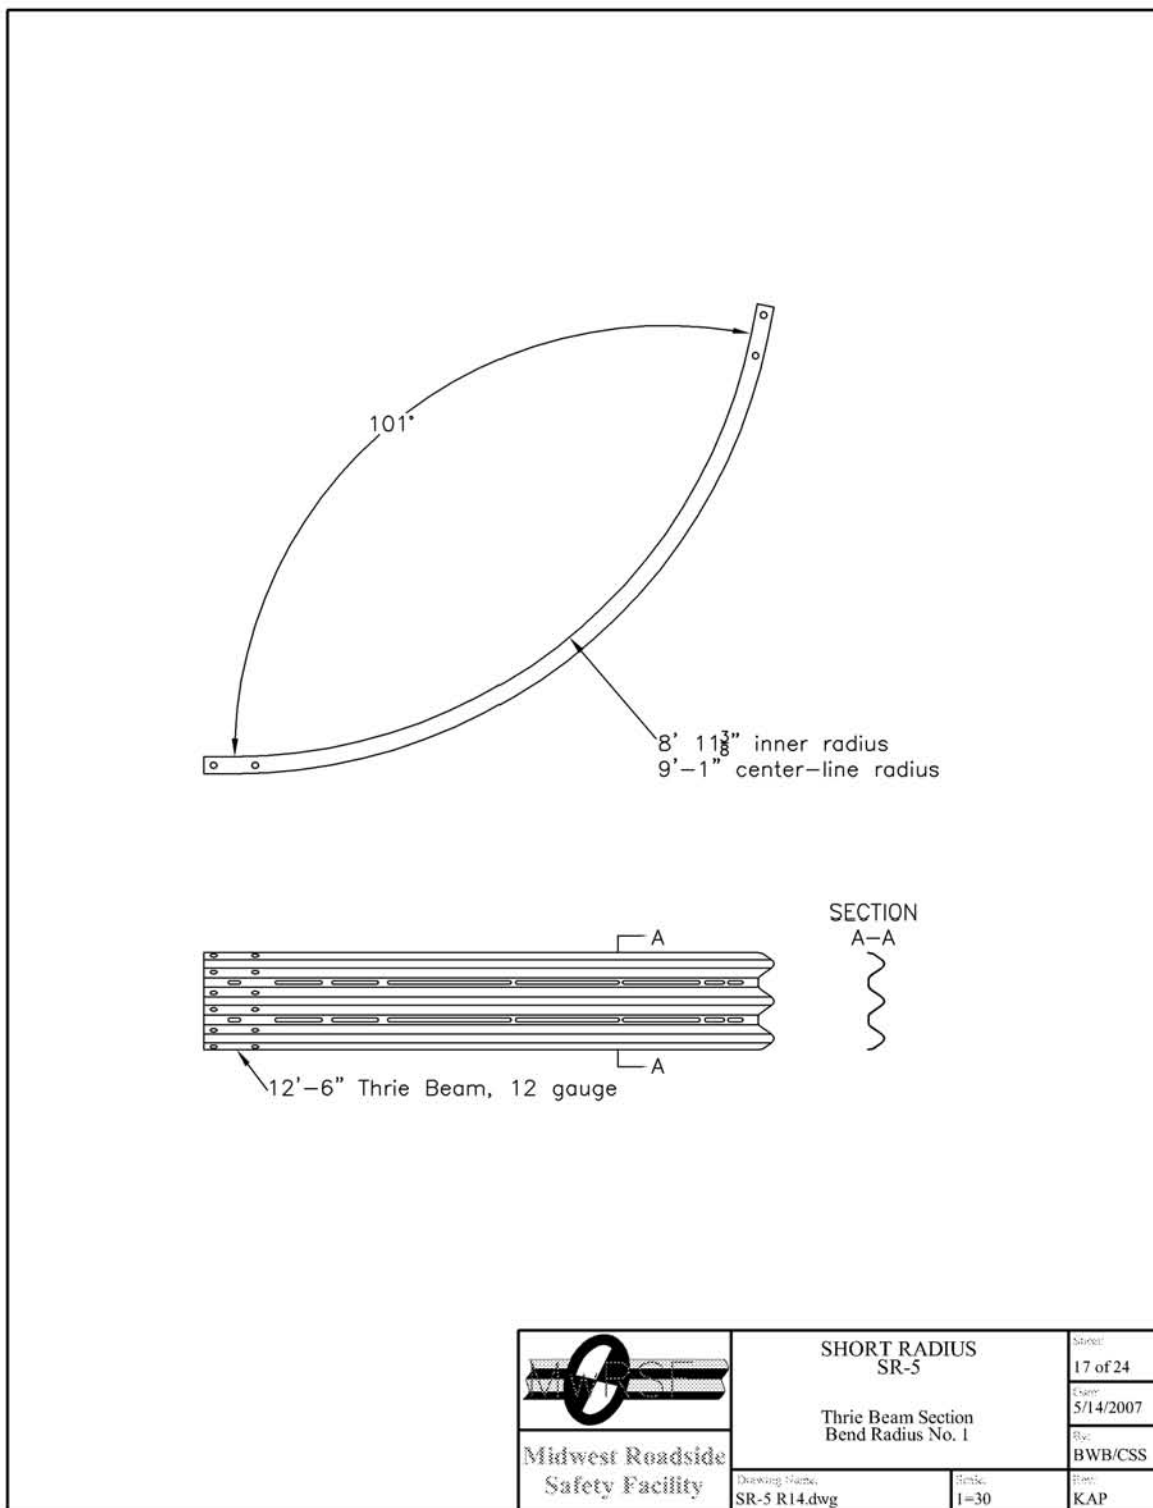 101°
8' 11⅜" inner radius
9'-1" center-line radius
SECTION
A-A
A
A
12'-6" Thrie Beam, 12 gauge
MwRSF
Midwest Roadside
Safety Facility
SHORT RADIUS
SR-5
Thrie Beam Section
Bend Radius No. 1
Drawing Name:
SR-5 R14.dwg
Scale:
1=30
Sheet:
17 of 24
Date:
5/14/2007
By:
BWB/CSS
Rev:
KAP